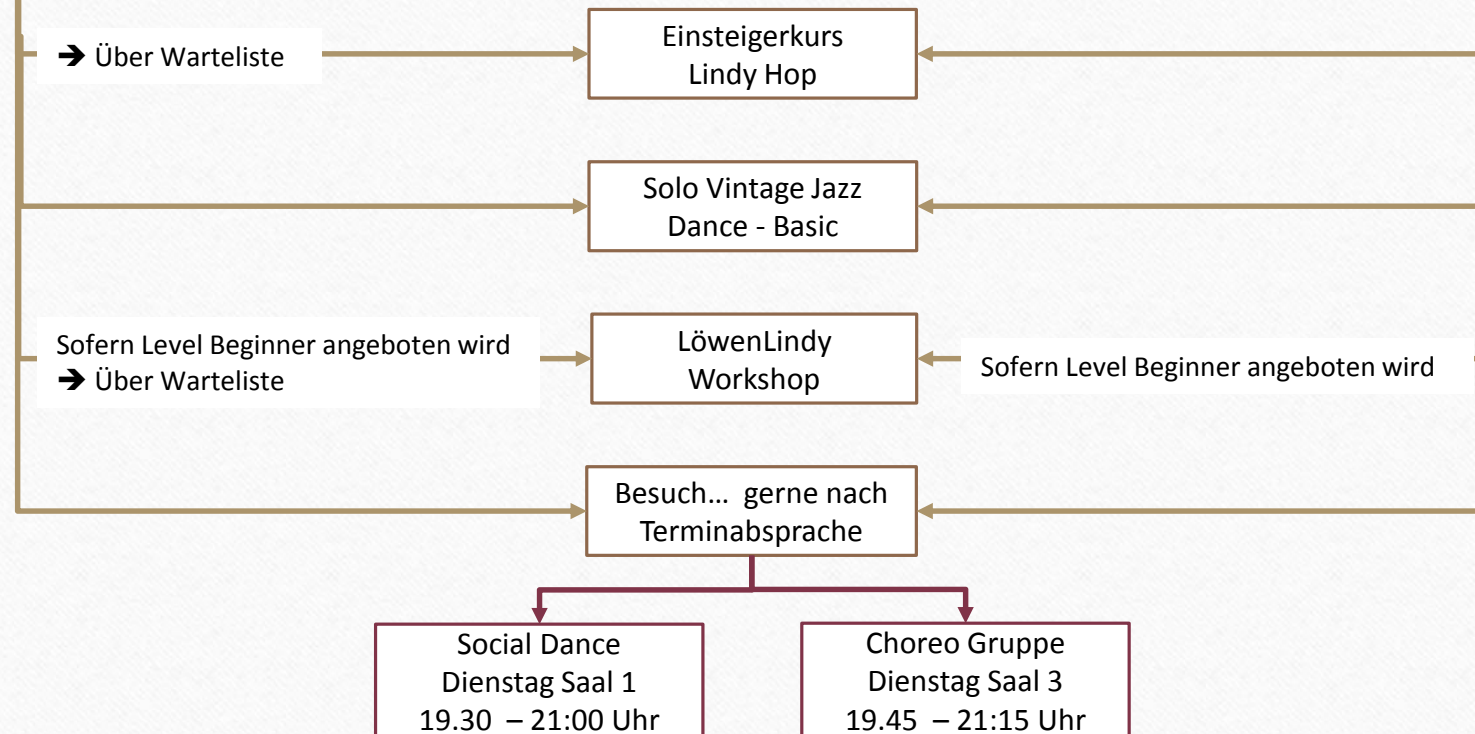 ➔ Über Warteliste
Einsteigerkurs
Lindy Hop
Solo Vintage Jazz
Dance - Basic
Sofern Level Beginner angeboten wird
➔ Über Warteliste
LöwenLindy
Workshop
Sofern Level Beginner angeboten wird
Besuch... gerne nach
Terminabsprache
Social Dance
Dienstag Saal 1
19.30 – 21:00 Uhr
Choreo Gruppe
Dienstag Saal 3
19.45 – 21:15 Uhr